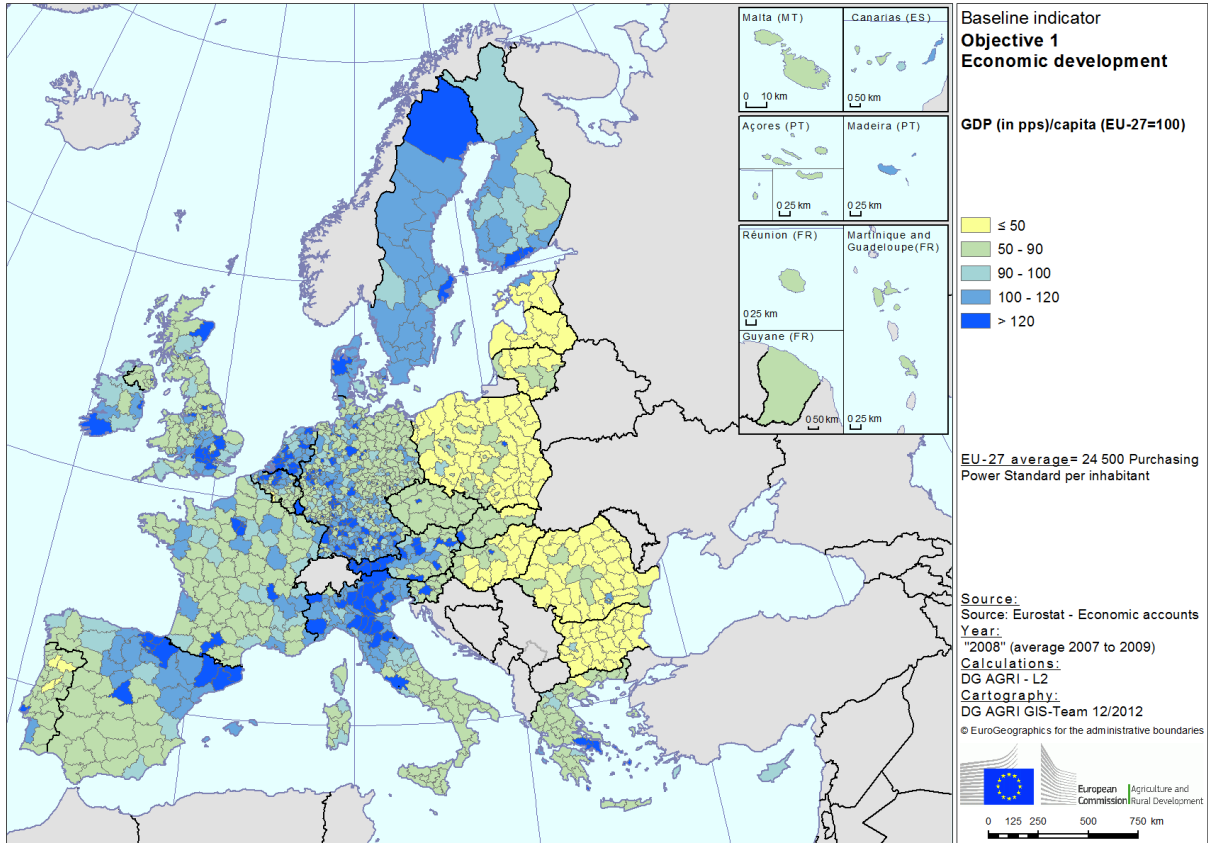 Malta (MT)
0 10 km
Canarias (ES)
0 50 km
Açores (PT)
0 25 km
Madeira (PT)
0 25 km
Réunion (FR)
0 25 km
Martinique and
Guadeloupe(FR)
0 25 km
Guyane (FR)
0 50 km
Baseline indicator
Objective 1
Economic development
GDP (in pps)/capita (EU-27=100)
≤ 50
50 - 90
90 - 100
100 - 120
> 120
EU-27 average= 24 500 Purchasing
Power Standard per inhabitant
Source:
Source: Eurostat - Economic accounts
Year:
"2008" (average 2007 to 2009)
Calculations:
DG AGRI - L2
Cartography:
DG AGRI GIS-Team 12/2012
© EuroGeographics for the administrative boundaries
European
Commission
Agriculture and
Rural Development
0 125 250 500 750 km